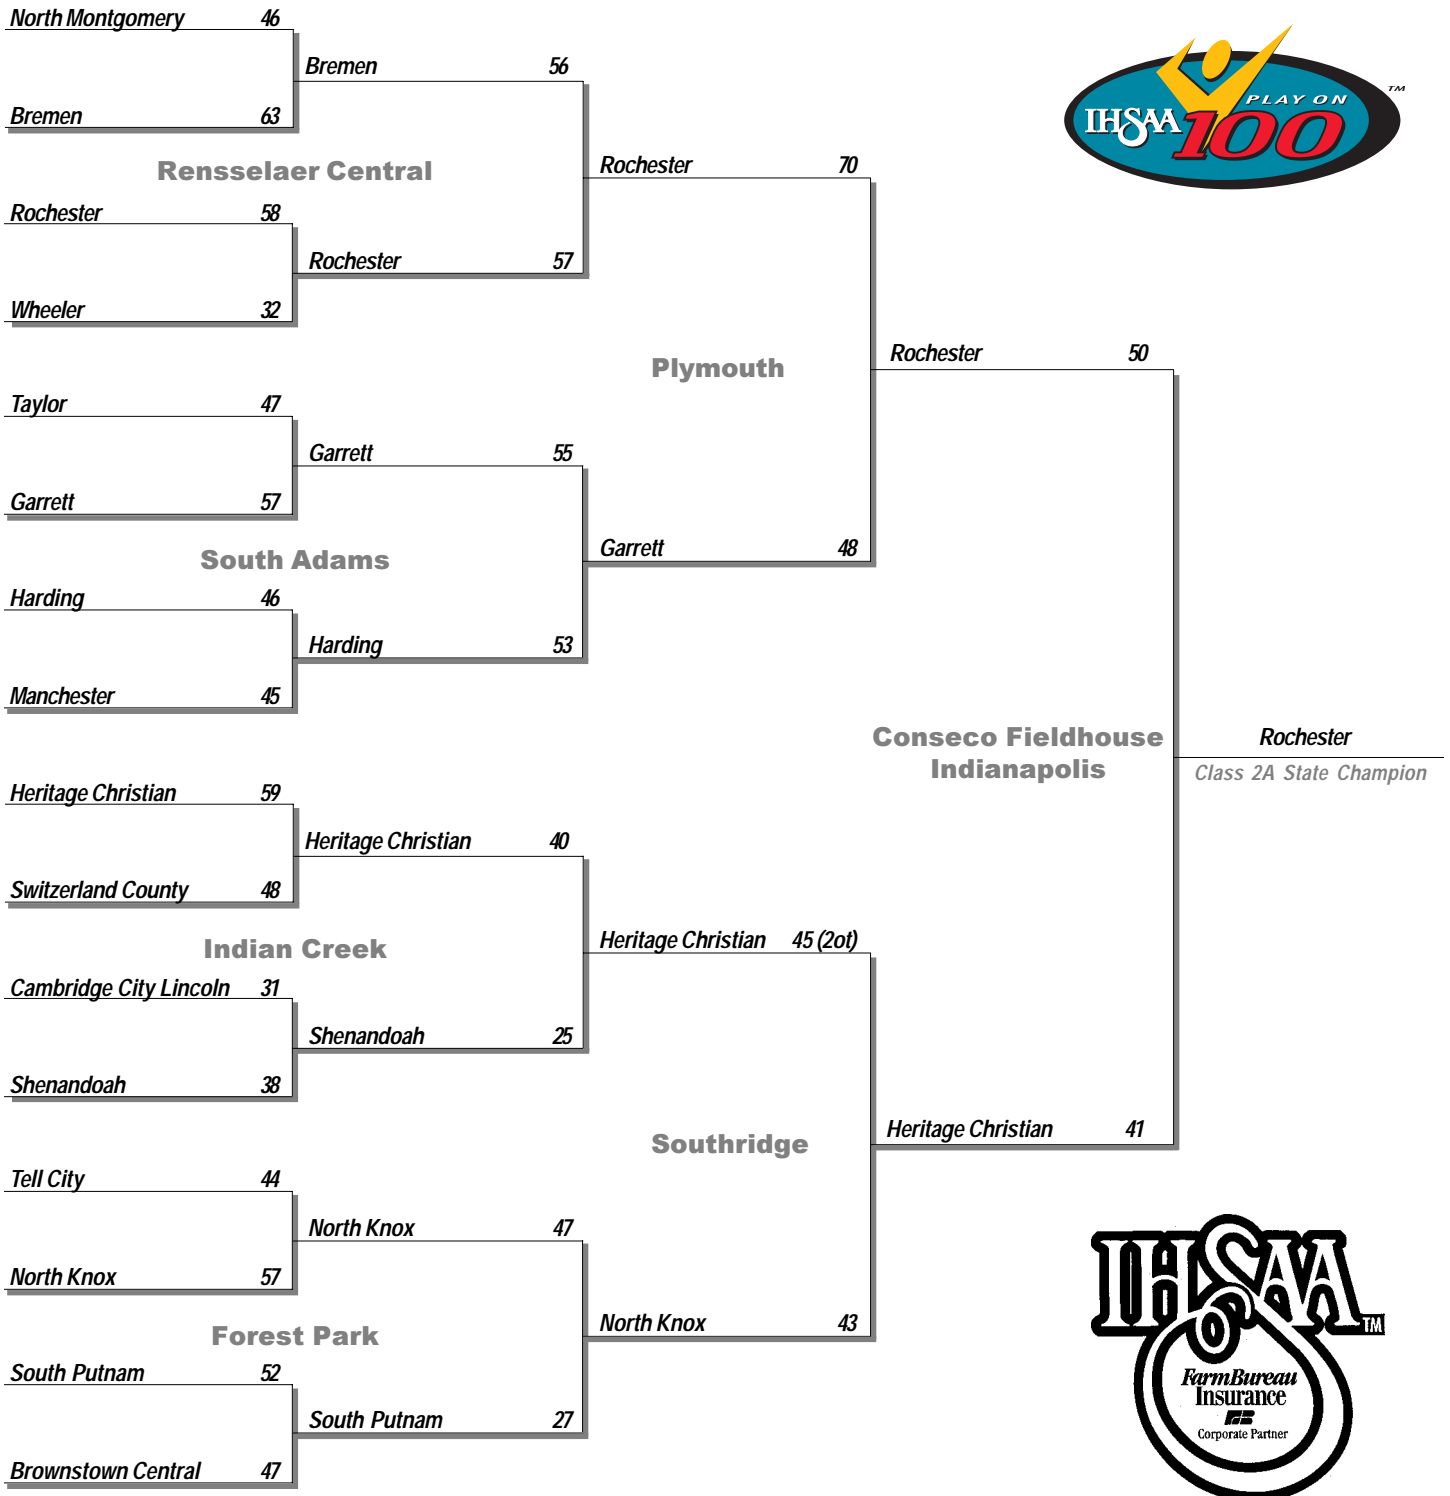 North Montgomery 46
Bremen 56
Bremen 63
Rensselaer Central
Rochester 70
Rochester 58
Rochester 57
Wheeler 32
Plymouth
Rochester 50
Taylor 47
Garrett 55
Garrett 57
South Adams
Garrett 48
Harding 46
Harding 53
Manchester 45
Conseco Fieldhouse
Indianapolis
Rochester
Class 2A State Champion
Heritage Christian 59
Heritage Christian 40
Switzerland County 48
Indian Creek
Heritage Christian 45 (2ot)
Cambridge City Lincoln 31
Shenandoah 25
Shenandoah 38
Southridge
Heritage Christian 41
Tell City 44
North Knox 47
North Knox 57
Forest Park
North Knox 43
South Putnam 52
South Putnam 27
Brownstown Central 47
IHSAA
PLAY ON
100
TM
IHSAA
TM
FarmBureau
Insurance
FB
Corporate Partner